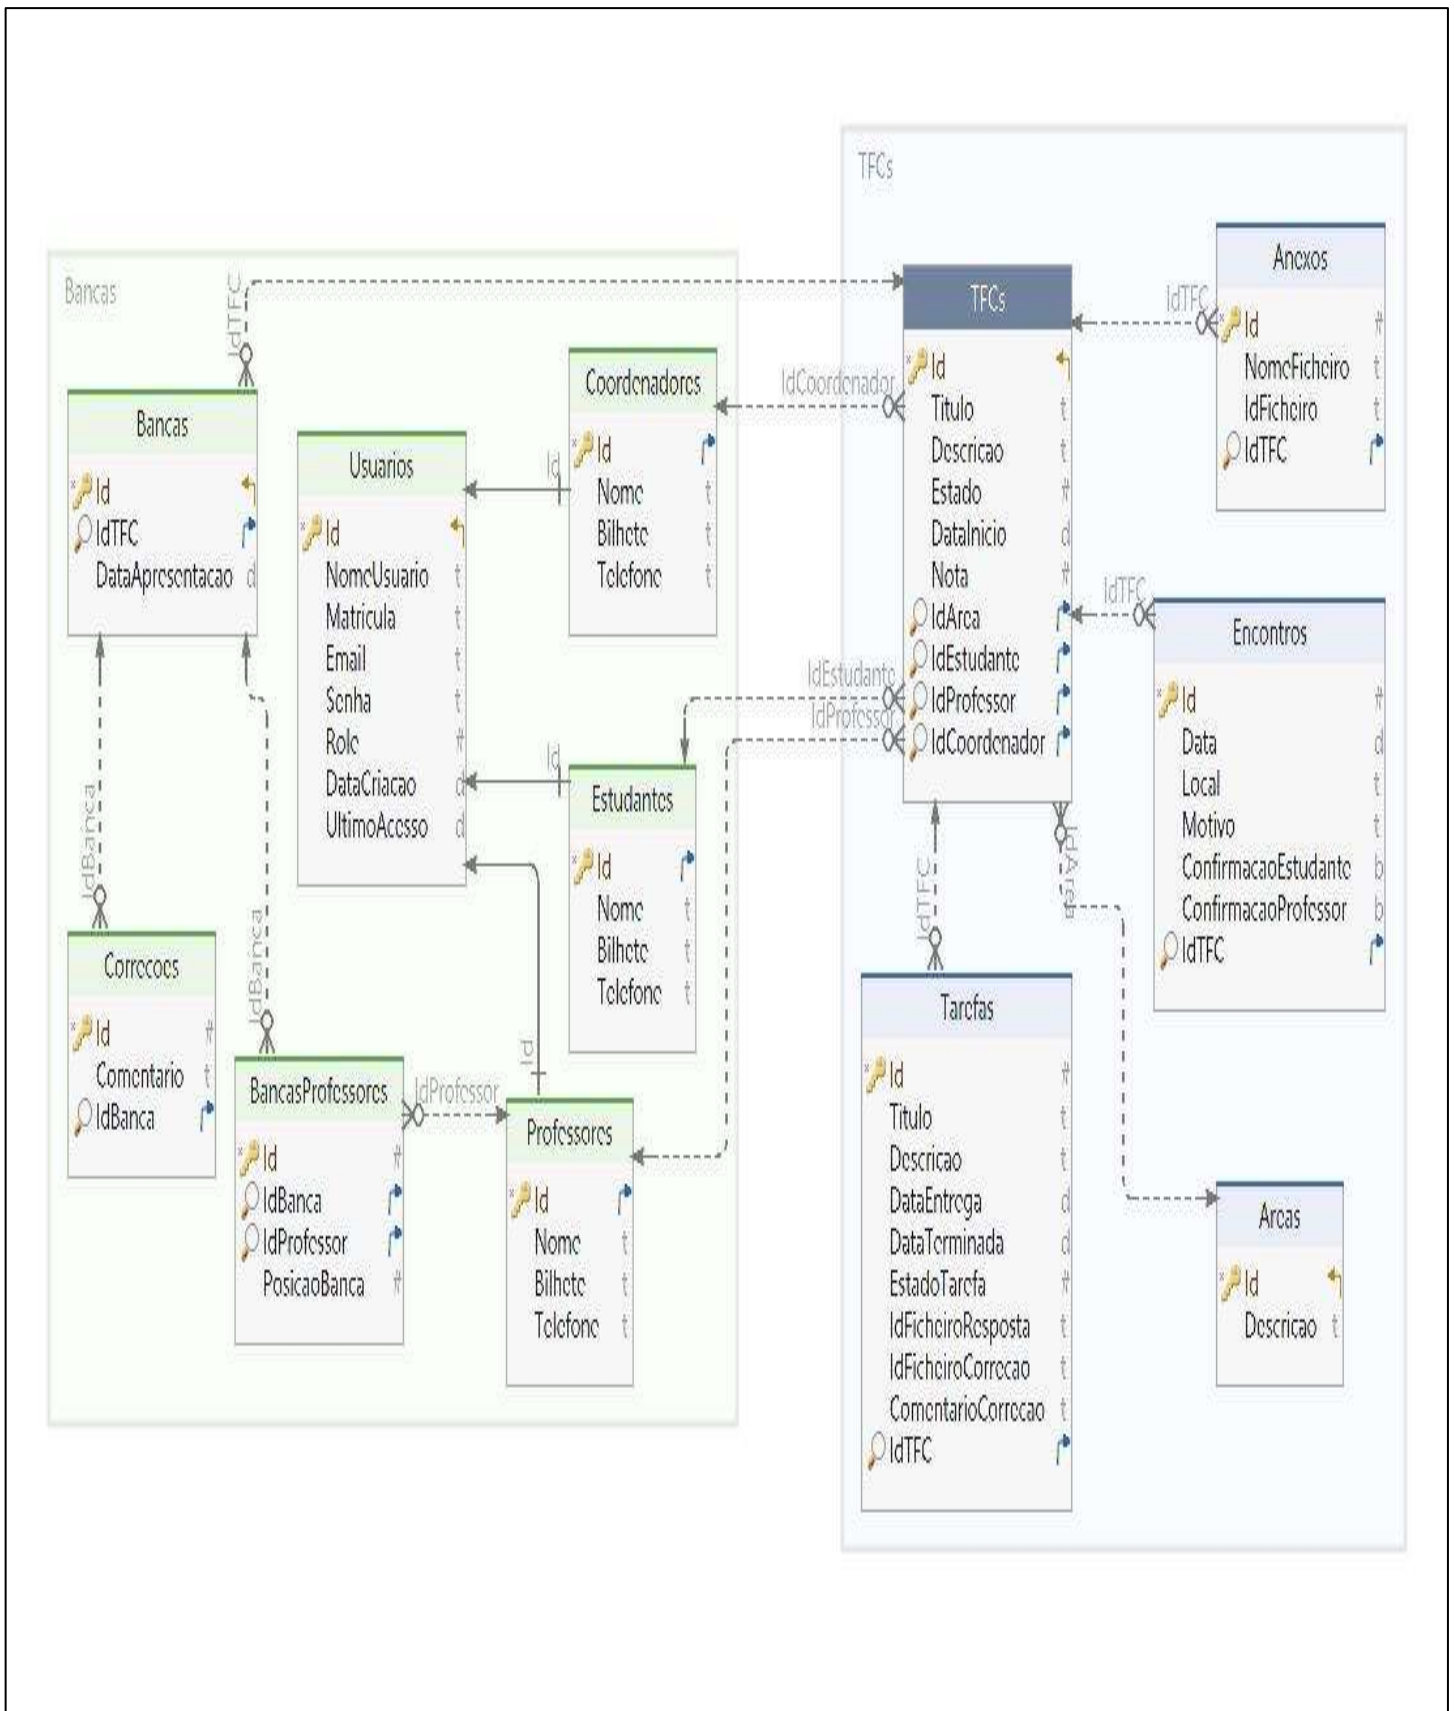 TFCs
Bancas
IdTFC
Bancas
Id
IdTFC
DataApresentacao d
Usuarios
Id
NomeUsuario t
Matricula t
Email t
Senha t
Role #
DataCriacao d
UltimoAcesso d
Coordenadores
Id
Nome t
Bilhete t
Telefone t
Id
Estudantes
Id
Nome t
Bilhete t
Telefone t
Id
IdBanca
Correcoes
Id #
Comentario t
IdBanca
IdBanca
BancasProfessores
Id #
IdBanca
IdProfessor
PosicaoBanca #
IdProfessor
Id
Professores
Id
Nome t
Bilhete t
Telefone t
IdCoordenador
IdEstudante
IdProfessor
TFCs
Id
Titulo t
Descricao t
Estado #
DataInicio d
Nota #
IdArea
IdEstudante
IdProfessor
IdCoordenador
IdTFC
Anexos
Id #
NomeFicheiro t
IdFicheiro t
IdTFC
IdTFC
Encontros
Id #
Data d
Local t
Motivo t
ConfirmacaoEstudante b
ConfirmacaoProfessor b
IdTFC
IdTFC
IdArea
Tarefas
Id #
Titulo t
Descricao t
DataEntrega d
DataTerminada d
EstadoTarefa #
IdFicheiroResposta t
IdFicheiroCorrecao t
ComentarioCorrecao t
IdTFC
Areas
Id
Descricao t